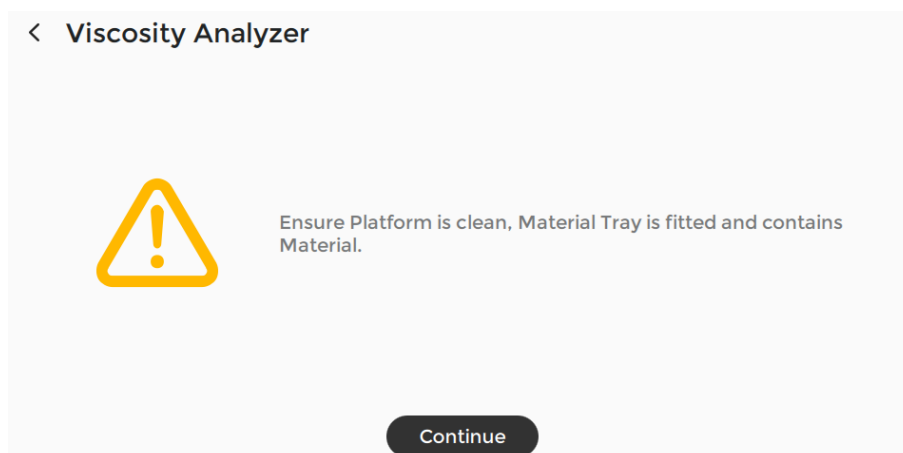 Viscosity Analyzer
Ensure Platform is clean, Material Tray is fitted and contains
Material.
Continue